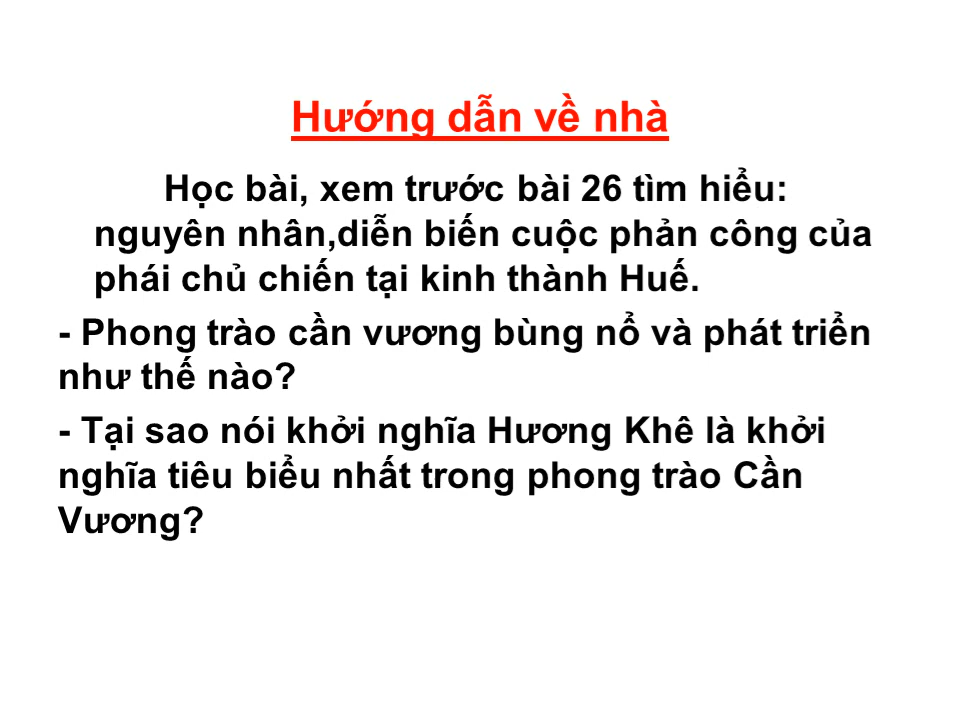 Hướng dẫn về nhà
Học bài, xem trước bài 26 tìm hiểu:
nguyên nhân,diễn biến cuộc phản công của
phái chủ chiến tại kinh thành Huế.
- Phong trào cần vương bùng nổ và phát triển
như thế nào?
- Tại sao nói khởi nghĩa Hương Khê là khởi
nghĩa tiêu biểu nhất trong phong trào Cần
Vương?